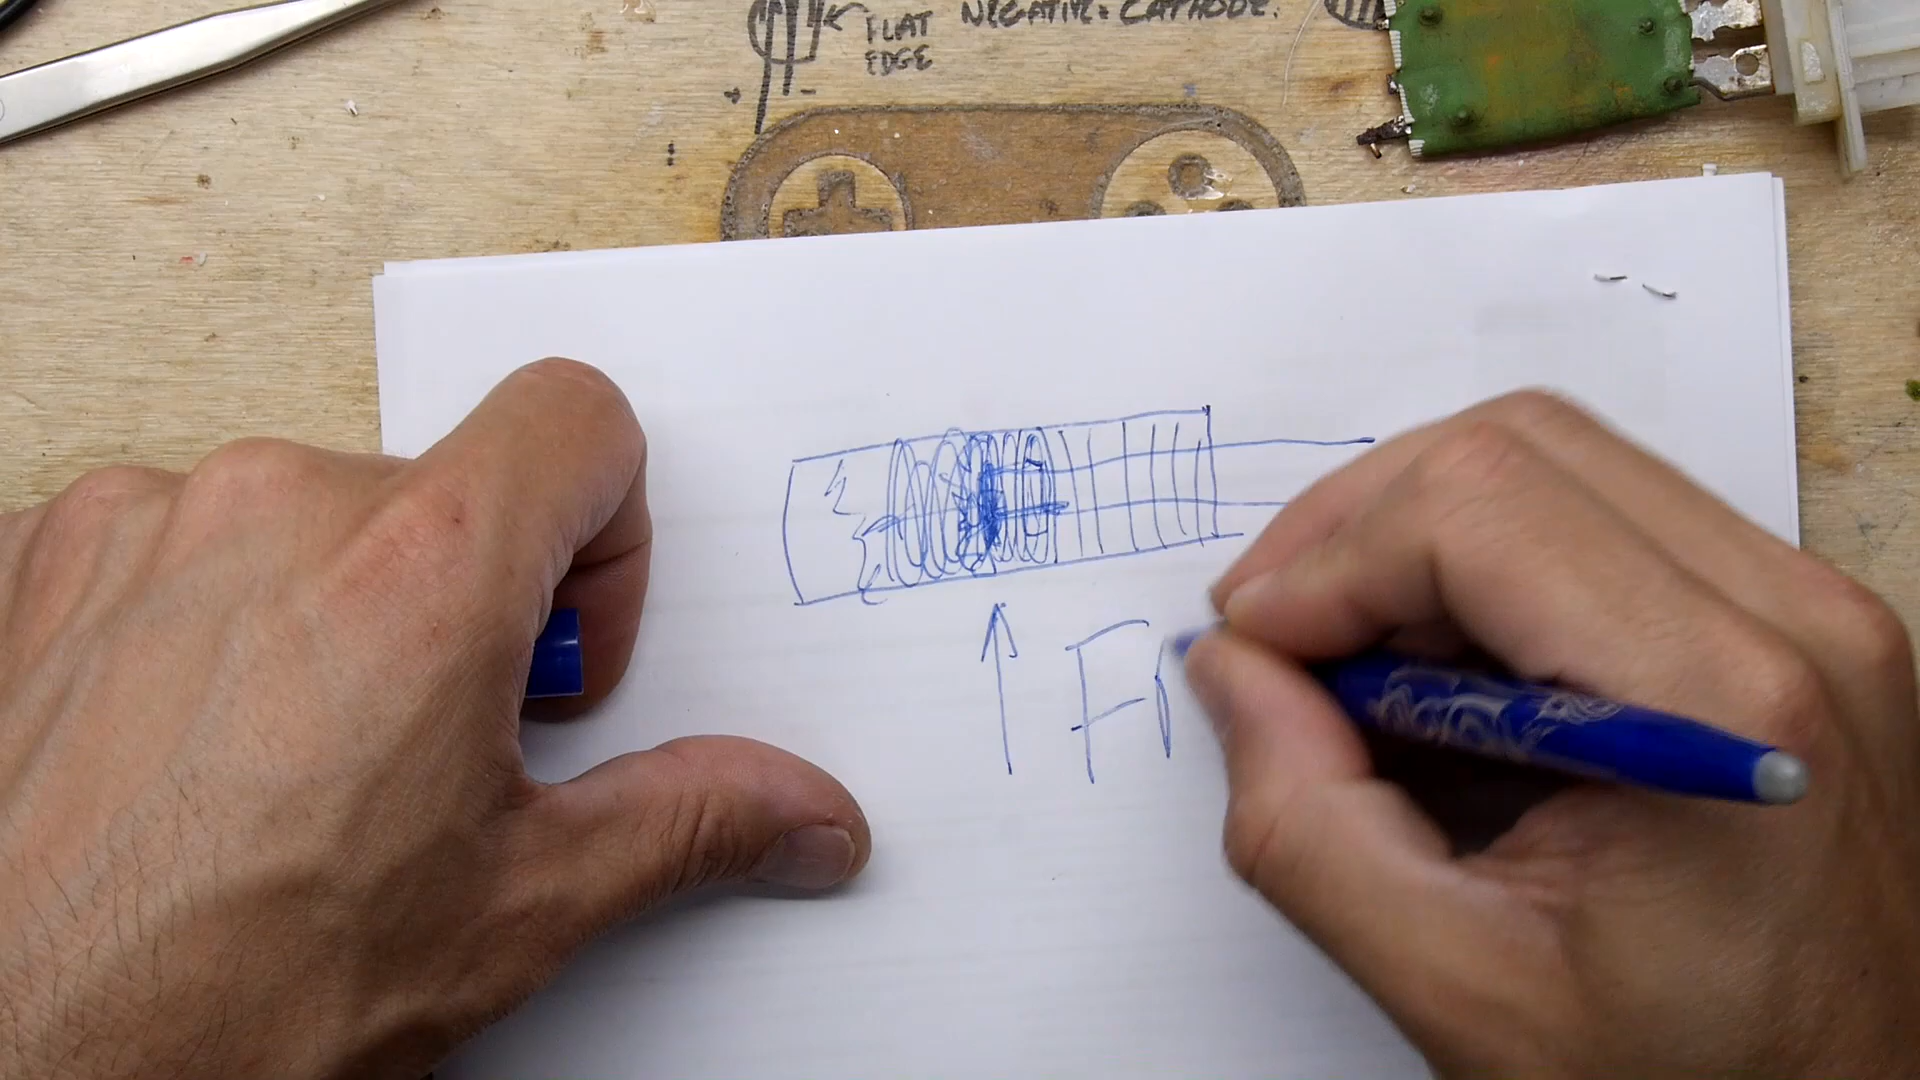 FLAT
EDGE
NEGATIVE = CATHODE.
+ -